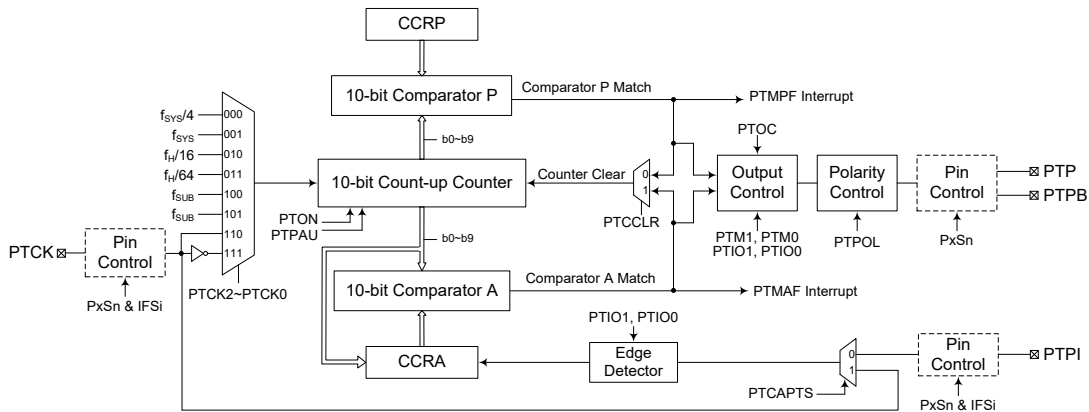 CCRP
10-bit Comparator P
Comparator P Match
PTMPF Interrupt
b0~b9
PTOC
fSYS/4
000
fSYS
001
fH/16
010
fH/64
011
fSUB
100
fSUB
101
110
111
10-bit Count-up Counter
Counter Clear
0
1
PTCCLR
Output
Control
Polarity
Control
Pin
Control
PTP
PTPB
PTON
PTPAU
PTM1, PTM0
PTIO1, PTIO0
PTPOL
PxSn
b0~b9
PTCK
Pin
Control
PxSn & IFSi
PTCK2~PTCK0
10-bit Comparator A
Comparator A Match
PTMAF Interrupt
PTIO1, PTIO0
CCRA
Edge
Detector
0
1
PTCAPTS
Pin
Control
PTPI
PxSn & IFSi